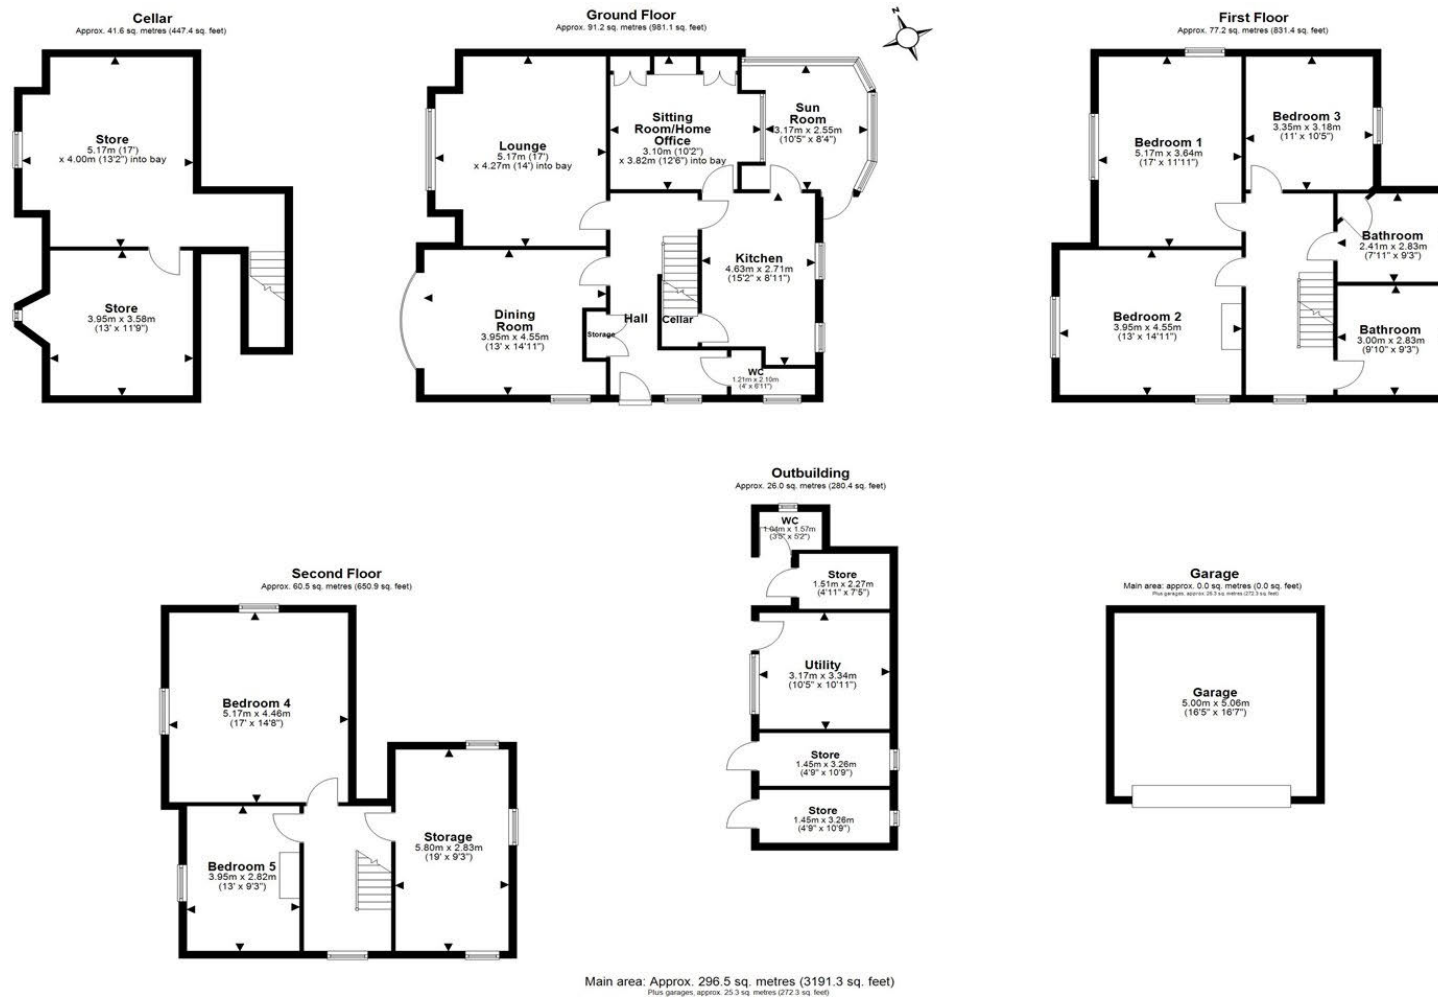 Cellar
Approx. 41.6 sq. metres (447.4 sq. feet)
Store
5.17m (17')
x 4.00m (13'2") into bay
Store
3.95m x 3.58m
(13' x 11'9")
Ground Floor
Approx. 91.2 sq. metres (981.1 sq. feet)
N
Lounge
5.17m (17')
x 4.27m (14') into bay
Sitting
Room/Home
Office
3.10m (10'2")
x 3.82m (12'6") into bay
Sun
Room
3.17m x 2.55m
(10'5" x 8'4")
Kitchen
4.63m x 2.71m
(15'2" x 8'11")
Dining
Room
3.95m x 4.55m
(13' x 14'11")
Hall
Storage
Cellar
WC
1.21m x 2.10m
(4' x 6'11")
First Floor
Approx. 77.2 sq. metres (831.4 sq. feet)
Bedroom 1
5.17m x 3.64m
(17' x 11'11")
Bedroom 3
3.35m x 3.18m
(11' x 10'5")
Bathroom
2.41m x 2.83m
(7'11" x 9'3")
Bedroom 2
3.95m x 4.55m
(13' x 14'11")
Bathroom
3.00m x 2.83m
(9'10" x 9'3")
Second Floor
Approx. 60.5 sq. metres (650.9 sq. feet)
Bedroom 4
5.17m x 4.46m
(17' x 14'8")
Bedroom 5
3.95m x 2.82m
(13' x 9'3")
Storage
5.80m x 2.83m
(19' x 9'3")
Outbuilding
Approx. 26.0 sq. metres (280.4 sq. feet)
WC
1.04m x 1.57m
(3'5" x 5'2")
Store
1.51m x 2.27m
(4'11" x 7'5")
Utility
3.17m x 3.34m
(10'5" x 10'11")
Store
1.45m x 3.26m
(4'9" x 10'9")
Store
1.45m x 3.26m
(4'9" x 10'9")
Garage
Main area: approx. 0.0 sq. metres (0.0 sq. feet)
Plus garages, approx. 25.3 sq. metres (272.3 sq. feet)
Garage
5.00m x 5.06m
(16'5" x 16'7")
Main area: Approx. 296.5 sq. metres (3191.3 sq. feet)
Plus garages, approx. 25.3 sq. metres (272.3 sq. feet)